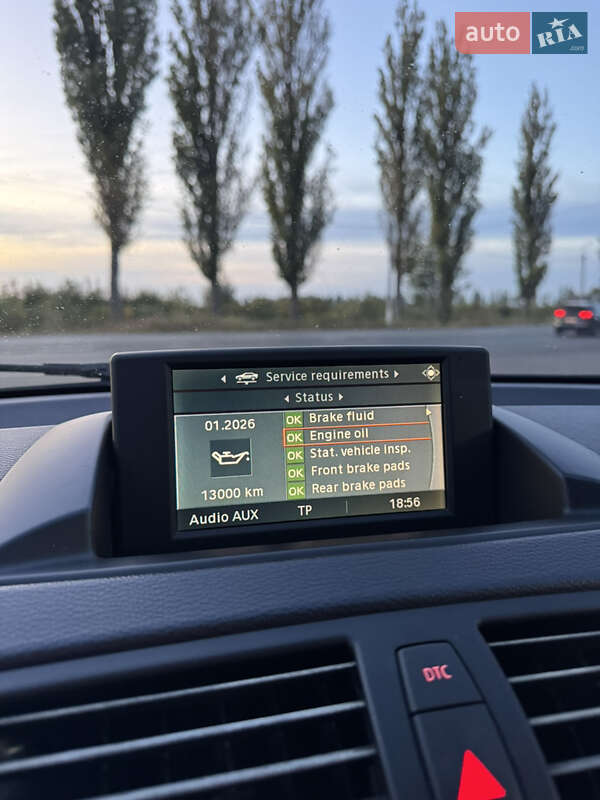 auto RIA .com
Service requirements
Status
01.2026
13000 km
OK Brake fluid
OK Engine oil
OK Stat. vehicle insp.
OK Front brake pads
OK Rear brake pads
Audio AUX TP 18:56
DTC